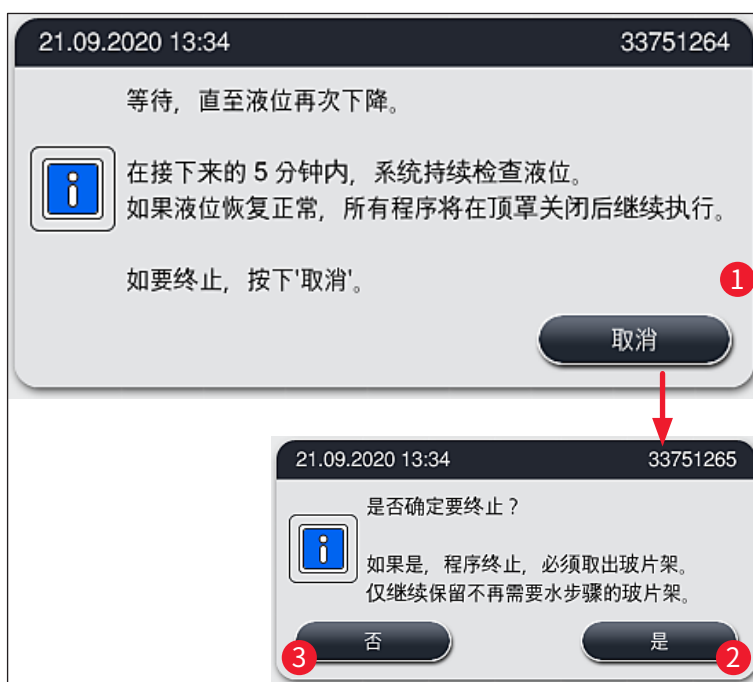 21.09.2020 13:34 33751264
等待，直至液位再次下降。
在接下来的 5 分钟内，系统持续检查液位。
如果液位恢复正常，所有程序将在顶罩关闭后继续执行。
如要终止，按下'取消'。
1
取消
21.09.2020 13:34 33751265
是否确定要终止？
如果是，程序终止，必须取出玻片架。
仅继续保留不再需要水步骤的玻片架。
3 否 是 2